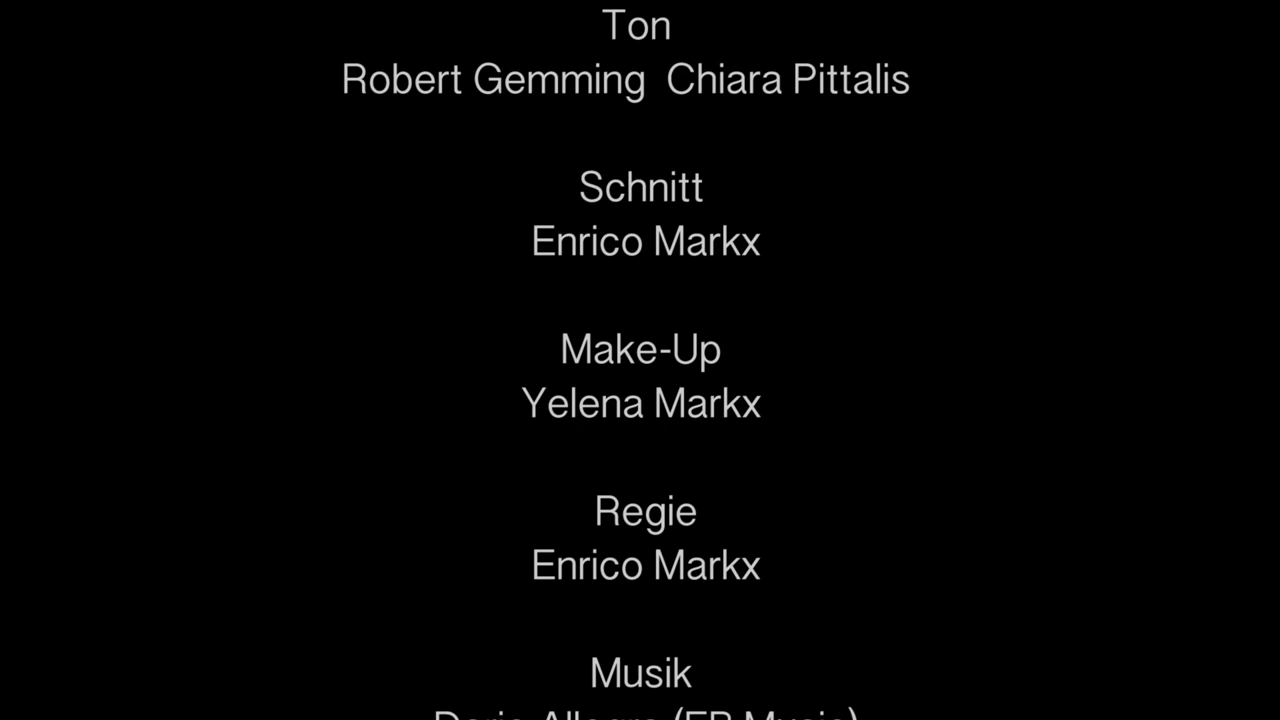 Ton
Robert Gemming  Chiara Pittalis
Schnitt
Enrico Markx
Make-Up
Yelena Markx
Regie
Enrico Markx
Musik